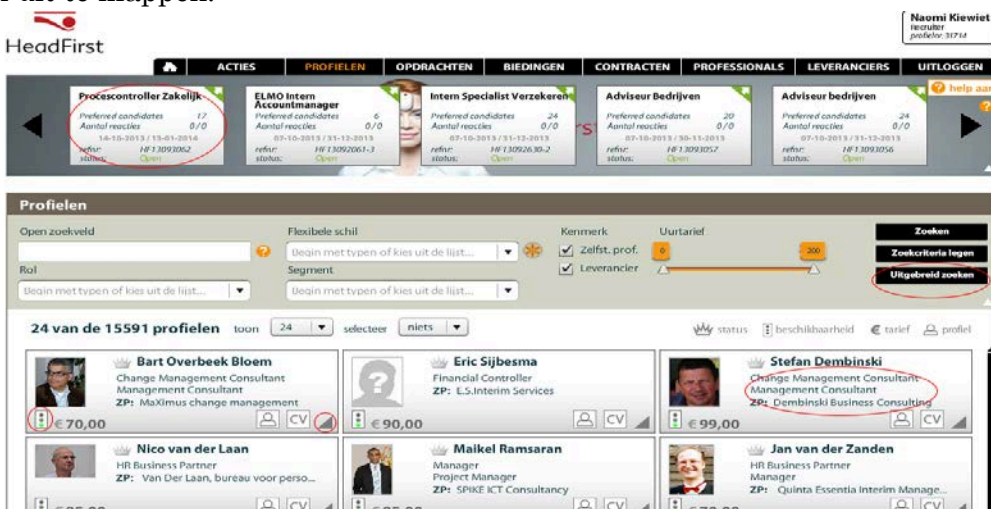 HeadFirst
Naomi Kiewiet
Recruiter
profielnr: 31714
ACTIES PROFIELEN OPDRACHTEN BIEDINGEN CONTRACTEN PROFESSIONALS LEVERANCIERS UITLOGGEN
help
Procescontroller Zakelijk
Preferred candidates 17
Aantal reacties 0/0
14-10-2013 / 13-01-2014
refnr: HF13093062
status: Open
ELMO Intern
Accountmanager
Preferred candidates 6
Aantal reacties 0/0
07-10-2013 / 31-12-2013
refnr: HF13092061-3
status: Open
Intern Specialist Verzekeren
Preferred candidates 24
Aantal reacties 0/0
07-10-2013 / 31-12-2013
refnr: HF13092630-2
status: Open
Adviseur Bedrijven
Preferred candidates 20
Aantal reacties 0/0
07-10-2013 / 30-11-2013
refnr: HF13093057
status: Open
Adviseur bedrijven
Preferred candidates 24
Aantal reacties 0/0
07-10-2013 / 31-12-2013
refnr: HF13093056
status: Open
Profielen
Open zoekveld
Flexibele schil
Begin met typen of kies uit de lijst...
Kenmerk
Zelfst. prof.
Leverancier
Uurtarief
0
200
Zoeken
Zoekcriteria legen
Uitgebreid zoeken
Rol
Begin met typen of kies uit de lijst...
Segment
Begin met typen of kies uit de lijst...
24 van de 15591 profielen toon 24 selecteer niets
status beschikbaarheid € tarief profiel
Bart Overbeek Bloem
Change Management Consultant
Management Consultant
ZP: MaXimus change management
€ 70,00 CV
Eric Sijbesma
Financial Controller
ZP: E.S.Interim Services
€ 90,00 CV
Stefan Dembinski
Change Management Consultant
Management Consultant
ZP: Dembinski Business Consulting
€ 99,00 CV
Nico van der Laan
HR Business Partner
ZP: Van Der Laan, bureau voor perso...
CV
Maikel Ramsaran
Manager
Project Manager
ZP: SPIKE ICT Consultancy
CV
Jan van der Zanden
HR Business Partner
Manager
ZP: Quinta Essentia Interim Manage...
CV